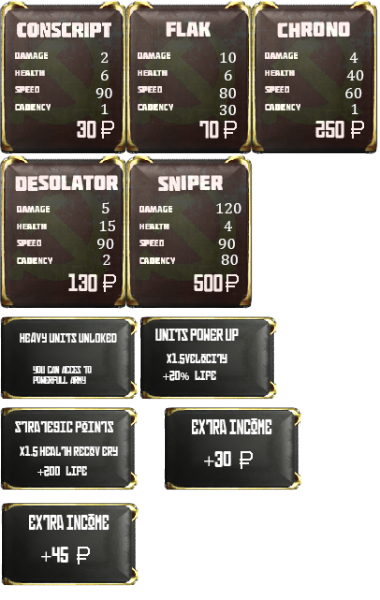 CONSCRIPT
DAMAGE 2
HEALTH 6
SPEED 90
CADENCY 1
30 ₽
FLAK
DAMAGE 10
HEALTH 6
SPEED 80
CADENCY 30
70 ₽
CHRONO
DAMAGE 4
HEALTH 40
SPEED 60
CADENCY 1
250 ₽
DESOLATOR
DAMAGE 5
HEALTH 15
SPEED 90
CADENCY 2
130 ₽
SNIPER
DAMAGE 120
HEALTH 4
SPEED 90
CADENCY 80
500 ₽
HEAVY UNITS UNLOKED
YOU CAN ACCES TO
POWERFULL ARMY
UNITS POWER UP
X1.5 VELOCITY
+20% LIFE
STRATEGIC POINTS
X1.5 HEALTH RECOVERY
+200 LIFE
EXTRA INCOME
+30 ₽
EXTRA INCOME
+45 ₽